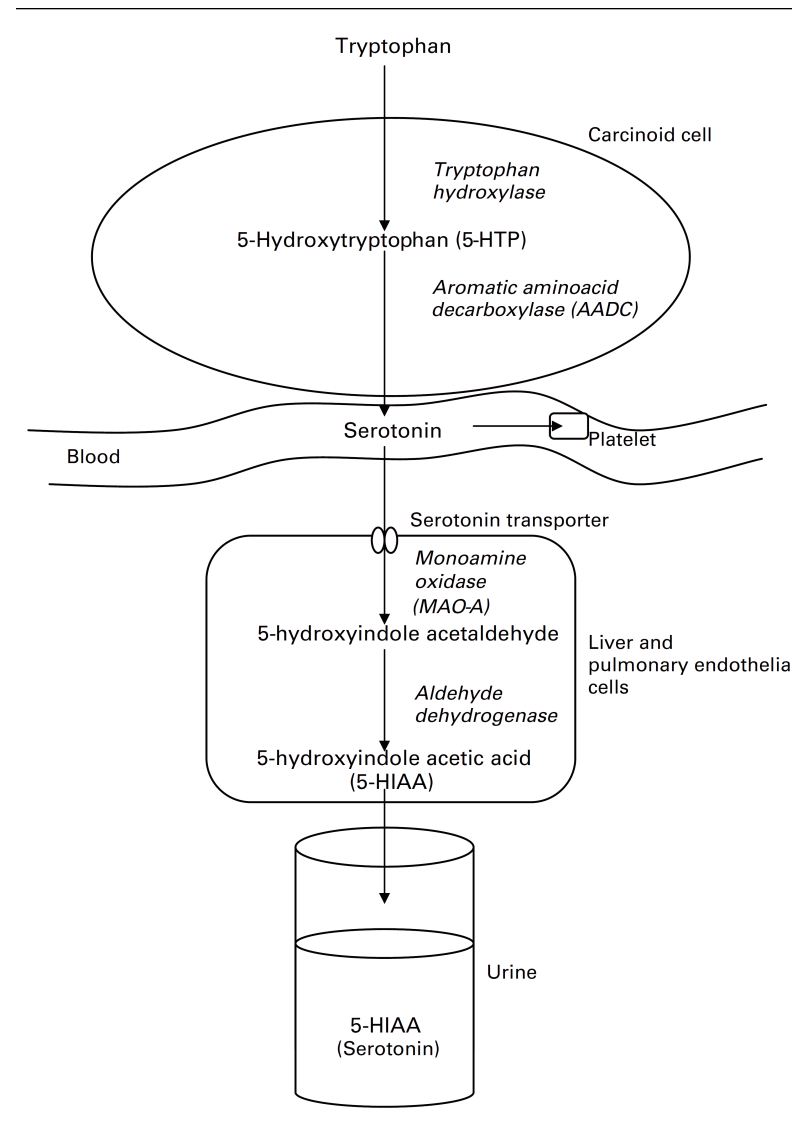 Tryptophan
Carcinoid cell
Tryptophan
hydroxylase
5-Hydroxytryptophan (5-HTP)
Aromatic aminoacid
decarboxylase (AADC)
Serotonin
Platelet
Blood
Serotonin transporter
Monoamine
oxidase
(MAO-A)
5-hydroxyindole acetaldehyde
Liver and
pulmonary endothelia
cells
Aldehyde
dehydrogenase
5-hydroxyindole acetic acid
(5-HIAA)
Urine
5-HIAA
(Serotonin)